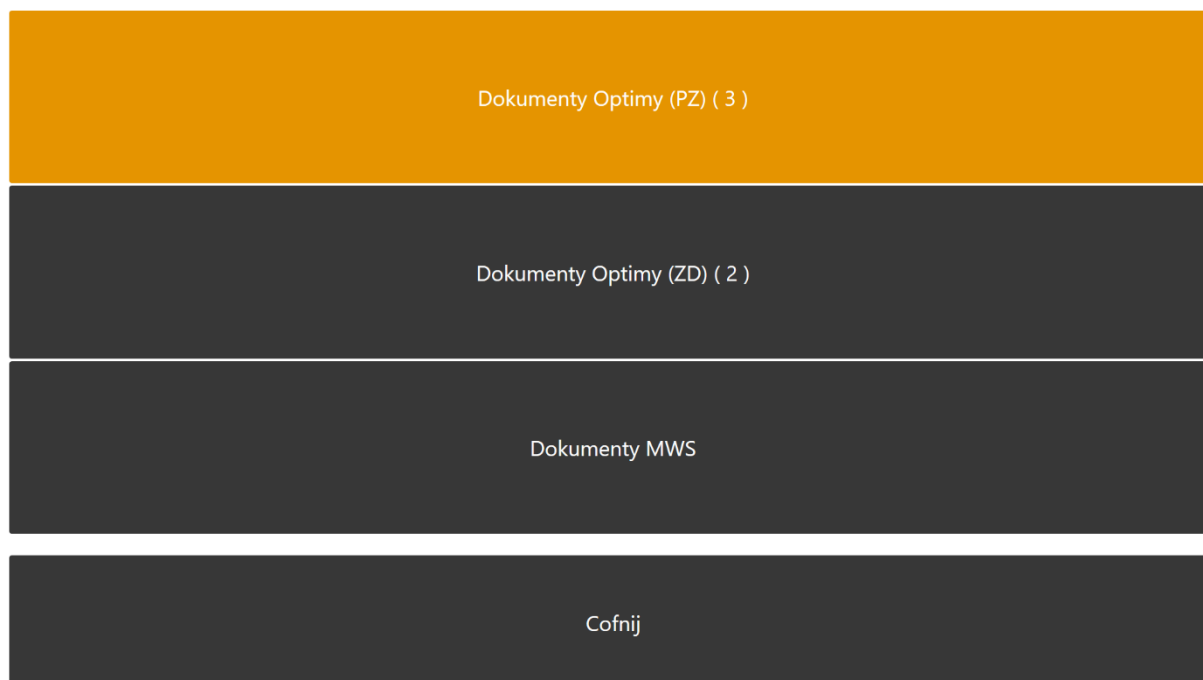 Dokumenty Optimy (PZ) ( 3 )
Dokumenty Optimy (ZD) ( 2 )
Dokumenty MWS
Cofnij